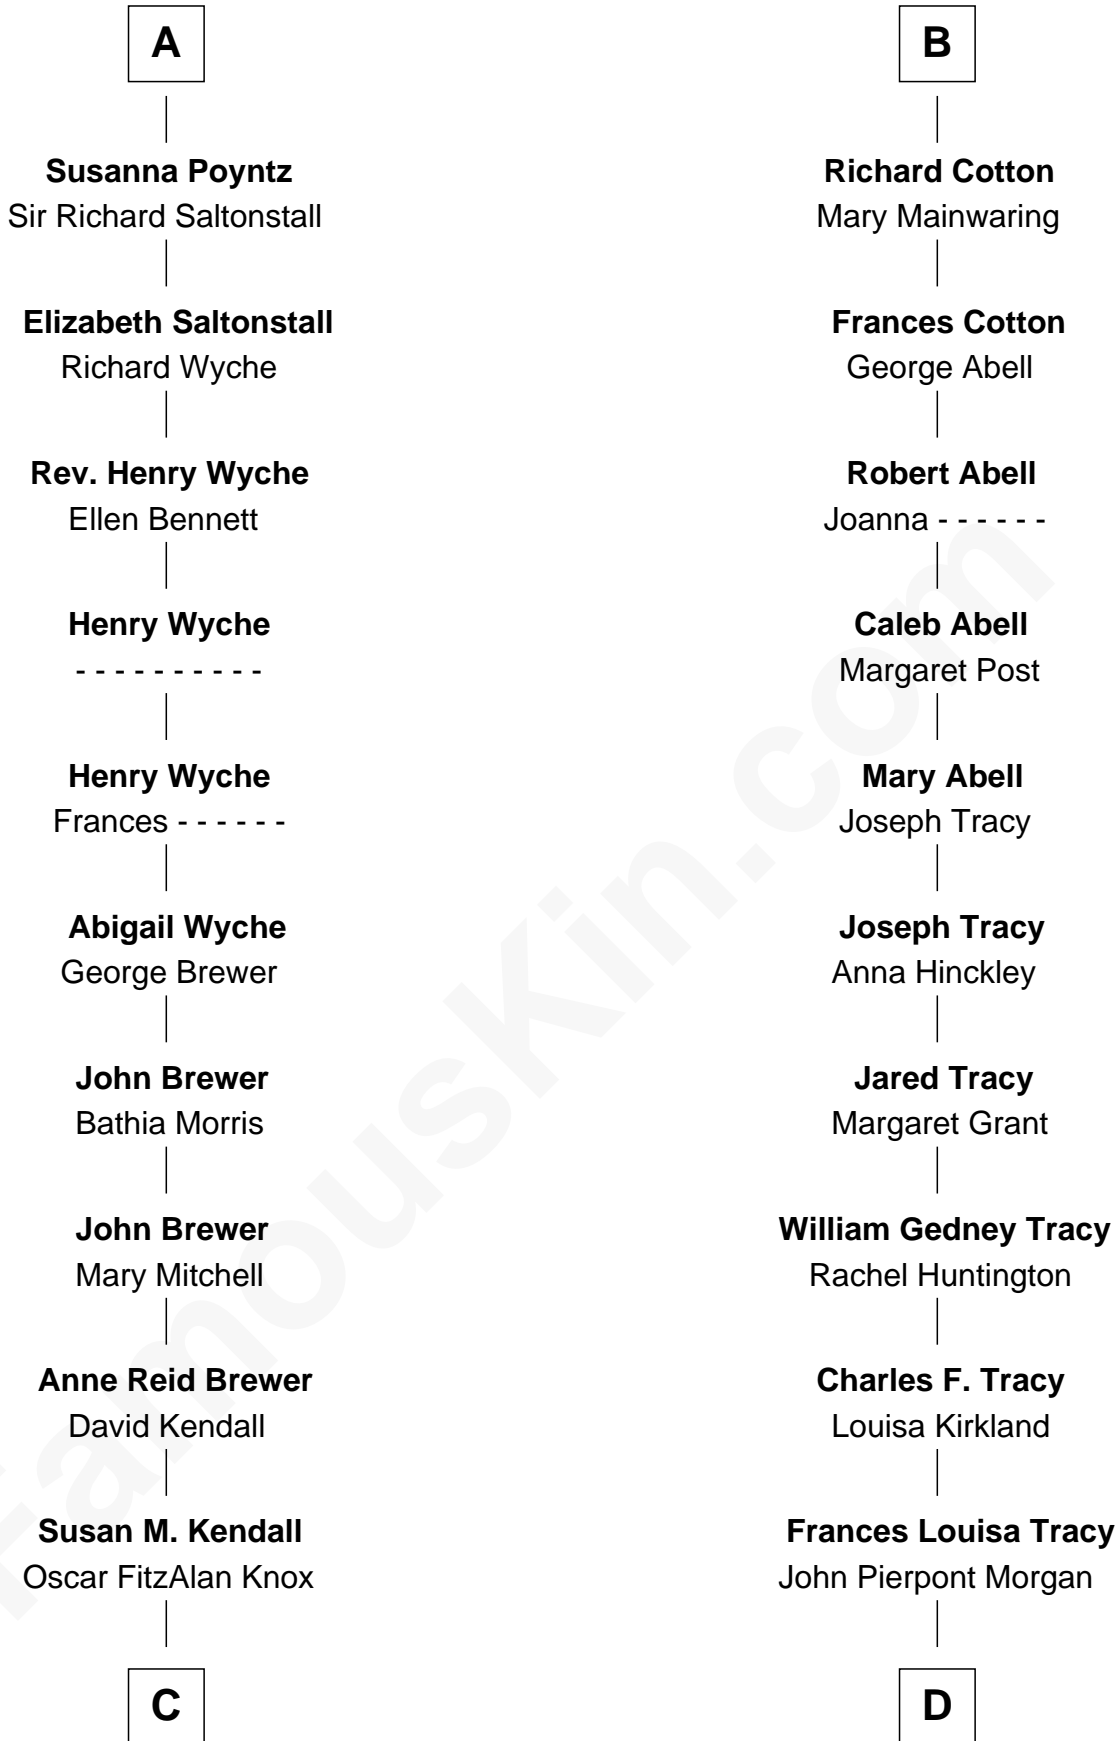 A
Susanna Poyntz
Sir Richard Saltonstall
Elizabeth Saltonstall
Richard Wyche
Rev. Henry Wyche
Ellen Bennett
Henry Wyche
- - - - - - - - - -
Henry Wyche
Frances - - - - - -
Abigail Wyche
George Brewer
John Brewer
Bathia Morris
John Brewer
Mary Mitchell
Anne Reid Brewer
David Kendall
Susan M. Kendall
Oscar FitzAlan Knox
C
B
Richard Cotton
Mary Mainwaring
Frances Cotton
George Abell
Robert Abell
Joanna - - - - - -
Caleb Abell
Margaret Post
Mary Abell
Joseph Tracy
Joseph Tracy
Anna Hinckley
Jared Tracy
Margaret Grant
William Gedney Tracy
Rachel Huntington
Charles F. Tracy
Louisa Kirkland
Frances Louisa Tracy
John Pierpont Morgan
D
FamousKin.com